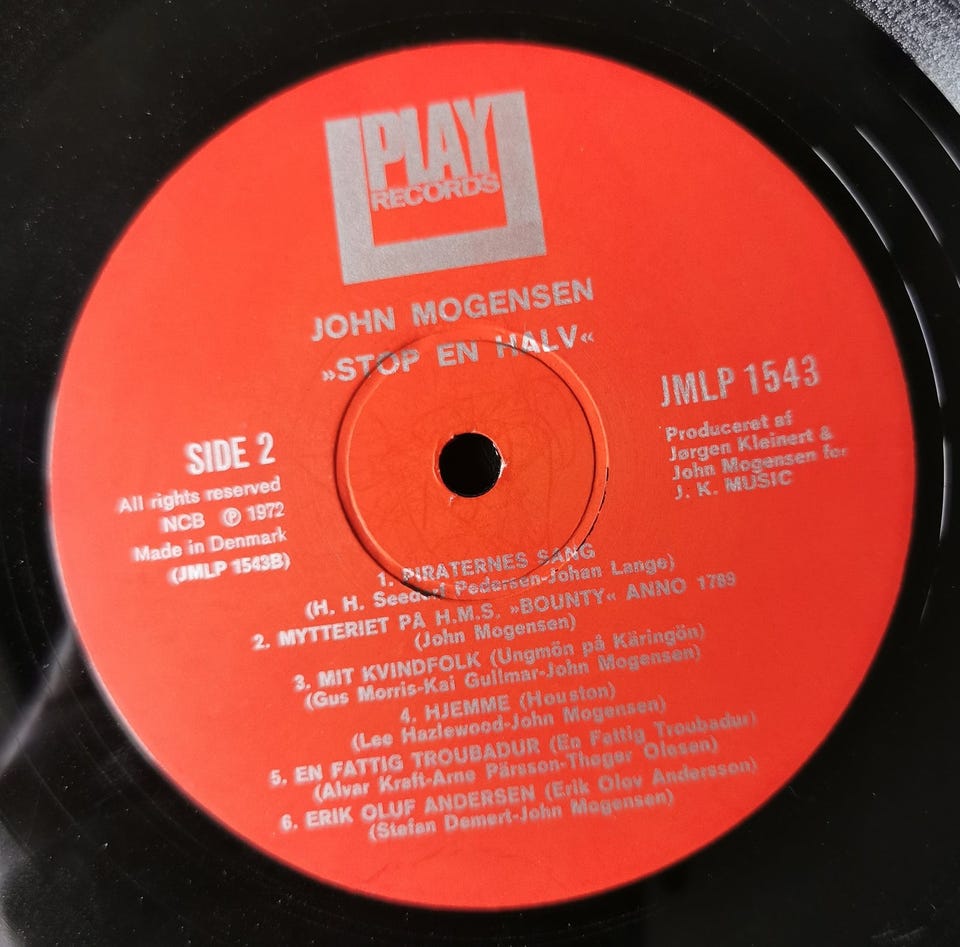 PLAY
RECORDS
JOHN MOGENSEN
»STOP EN HALV«
JMLP 1543
Produceret af
Jørgen Kleinert &
John Mogensen for
J. K. MUSIC
SIDE 2
All rights reserved
NCB ℗ 1972
Made in Denmark
(JMLP 1543B)
1. PIRATERNES SANG
(H. H. Seedorf Pedersen-Johan Lange)
2. MYTTERIET PÅ H.M.S. »BOUNTY« ANNO 1789
(John Mogensen)
3. MIT KVINDFOLK (Ungmön på Käringön)
(Gus Morris-Kai Gullmar-John Mogensen)
4. HJEMME (Houston)
(Lee Hazlewood-John Mogensen)
5. EN FATTIG TROUBADUR (En Fattig Troubadur)
(Alvar Kraft-Arne Pärsson-Thøger Olesen)
6. ERIK OLUF ANDERSEN (Erik Olov Andersson)
(Stefan Demert-John Mogensen)